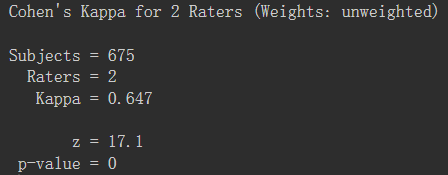 Cohen's Kappa for 2 Raters (Weights: unweighted)
Subjects = 675
Raters = 2
Kappa = 0.647
z = 17.1
p-value = 0